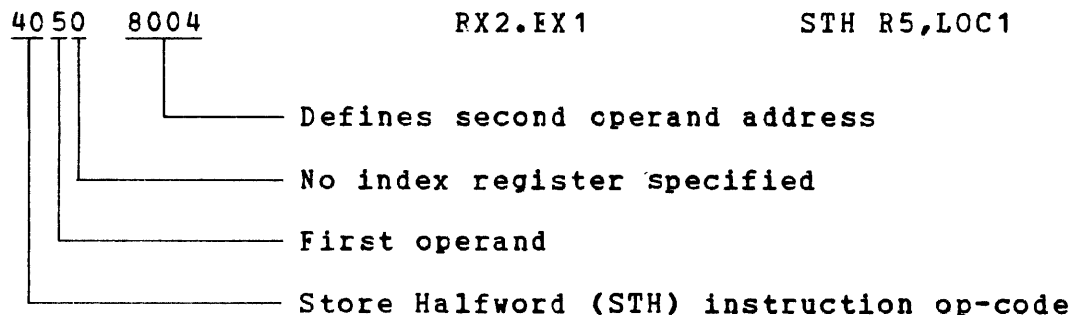 4050 8004 RX2.EX1 STH R5,LOC1
Defines second operand address
No index register specified
First operand
Store Halfword (STH) instruction op-code